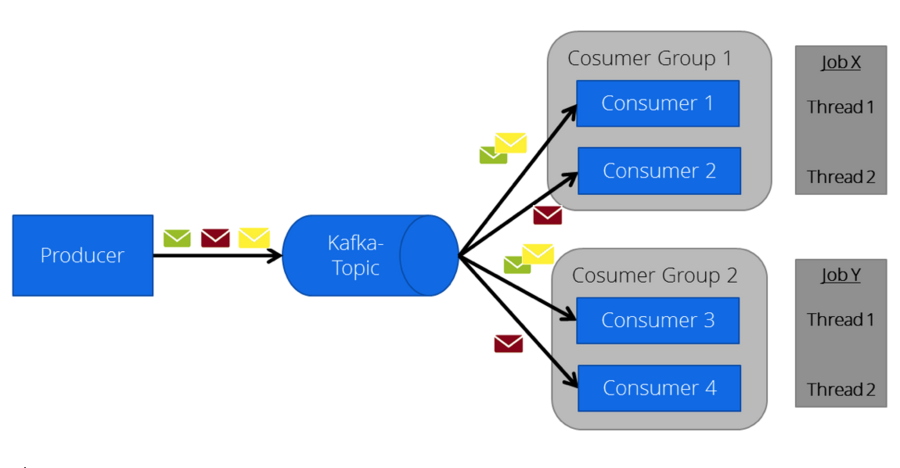 Cosumer Group 1
Consumer 1
Consumer 2
Job X
Thread 1
Thread 2
Producer
Kafka-
Topic
Cosumer Group 2
Consumer 3
Consumer 4
Job Y
Thread 1
Thread 2